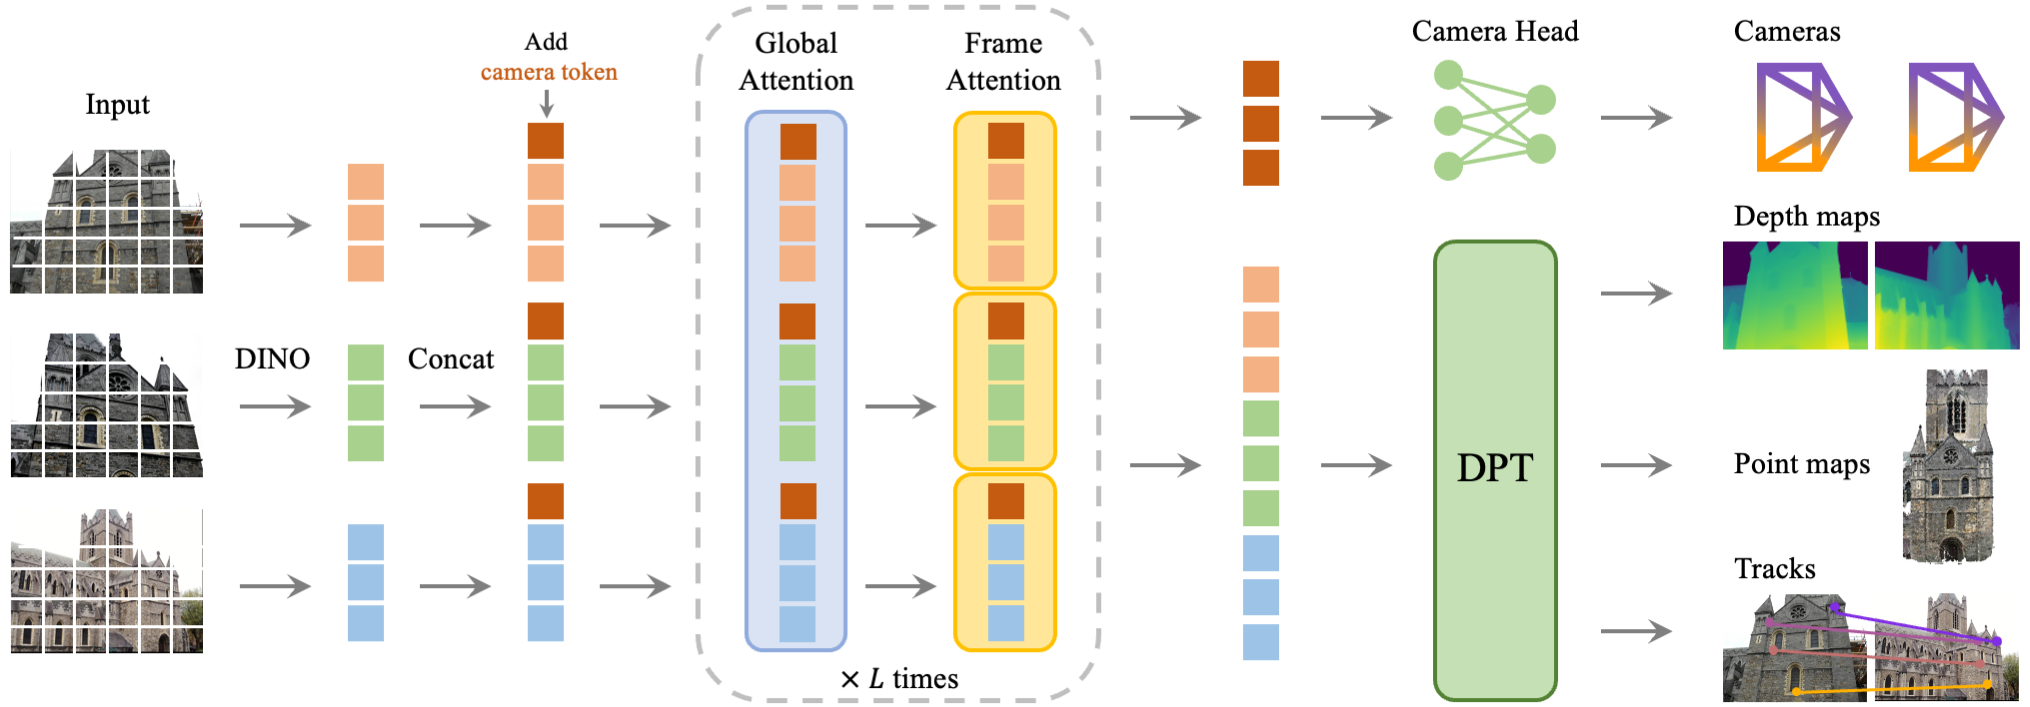 Input
DINO
Concat
Add
camera token
Global
Attention
Frame
Attention
× L times
Camera Head
DPT
Cameras
Depth maps
Point maps
Tracks